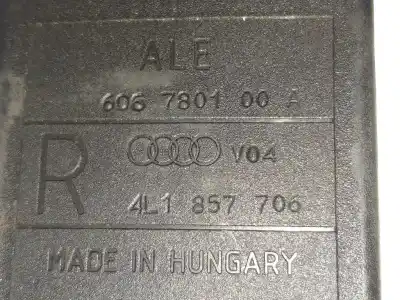 ALE
606 7801 00 A
R V04
4L1 857 706
MADE IN HUNGARY